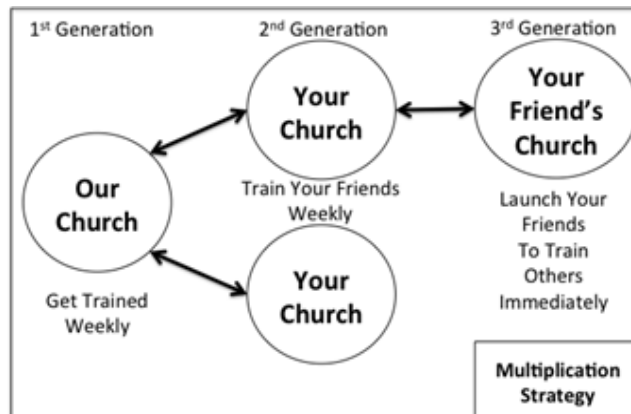 1st Generation
2nd Generation
3rd Generation
Our
Church
Get Trained
Weekly
Your
Church
Train Your Friends
Weekly
Your
Church
Your
Friend's
Church
Launch Your
Friends
To Train
Others
Immediately
Multiplication
Strategy